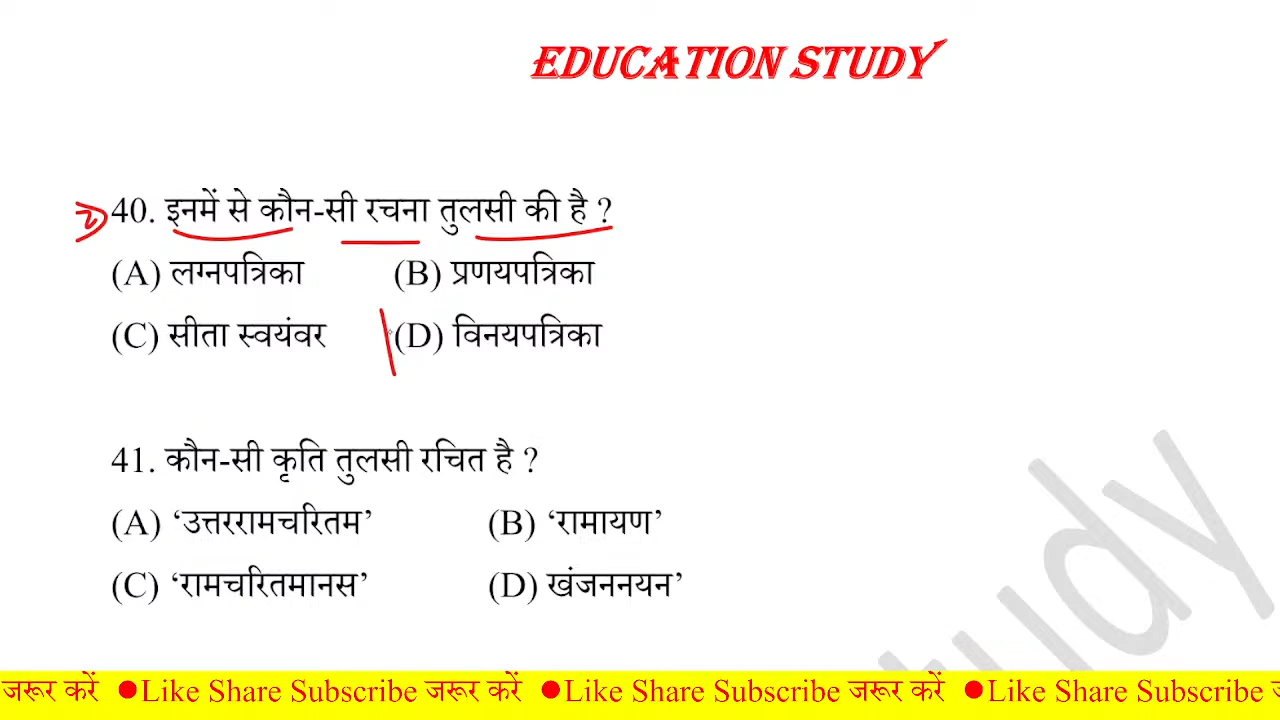 EDUCATION STUDY
40. इनमें से कौन-सी रचना तुलसी की है ?
(A) लग्नपत्रिका (B) प्रणयपत्रिका
(C) सीता स्वयंवर (D) विनयपत्रिका
41. कौन-सी कृति तुलसी रचित है ?
(A) ‘उत्तररामचरितम’ (B) ‘रामायण’
(C) ‘रामचरितमानस’ (D) खंजननयन’
tudy
जरूर करें ●Like Share Subscribe जरूर करें ●Like Share Subscribe जरूर करें ●Like Share Subscribe